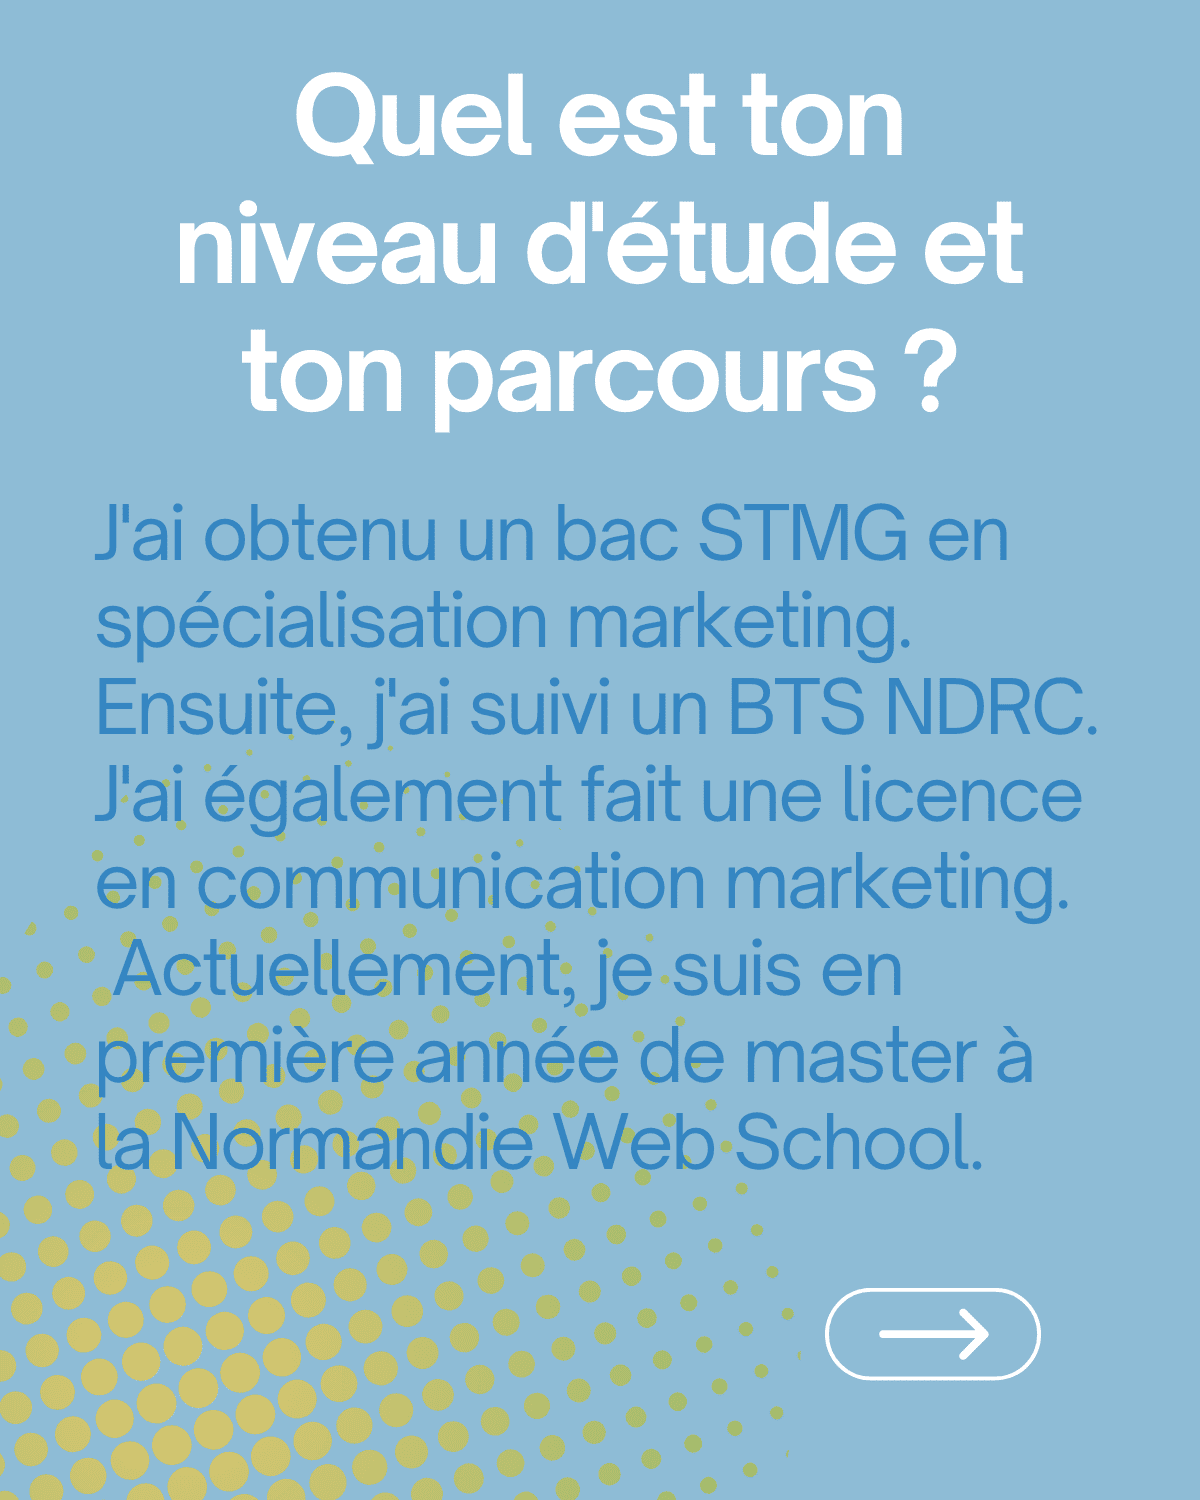 Quel est ton
niveau d'étude et
ton parcours ?
J'ai obtenu un bac STMG en
spécialisation marketing.
Ensuite, j'ai suivi un BTS NDRC.
J'ai également fait une licence
en communication marketing.
Actuellement, je suis en
première année de master à
la Normandie Web School.